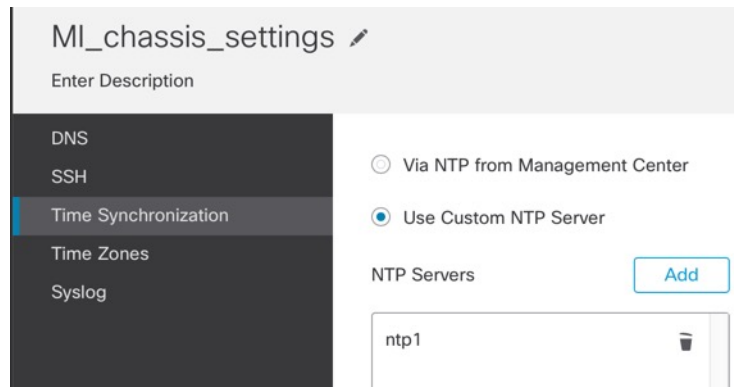 MI_chassis_settings
Enter Description
DNS
SSH
Time Synchronization
Time Zones
Syslog
Via NTP from Management Center
Use Custom NTP Server
NTP Servers
Add
ntp1